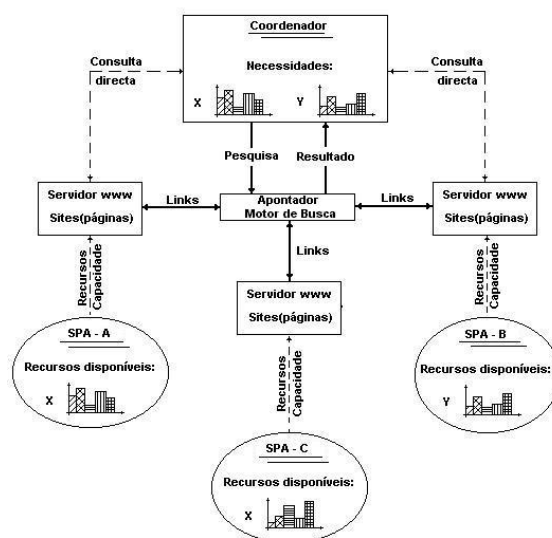 Coordenador
Necessidades:
X
Y
Consulta
directa
Consulta
directa
Pesquisa
Resultado
Servidor www
Sites(páginas)
Links
Apontador
Motor de Busca
Links
Servidor www
Sites(páginas)
Links
Recursos
Capacidade
Servidor www
Sites(páginas)
Recursos
Capacidade
SPA - A
Recursos disponíveis:
X
Recursos
Capacidade
SPA - B
Recursos disponíveis:
Y
SPA - C
Recursos disponíveis:
X